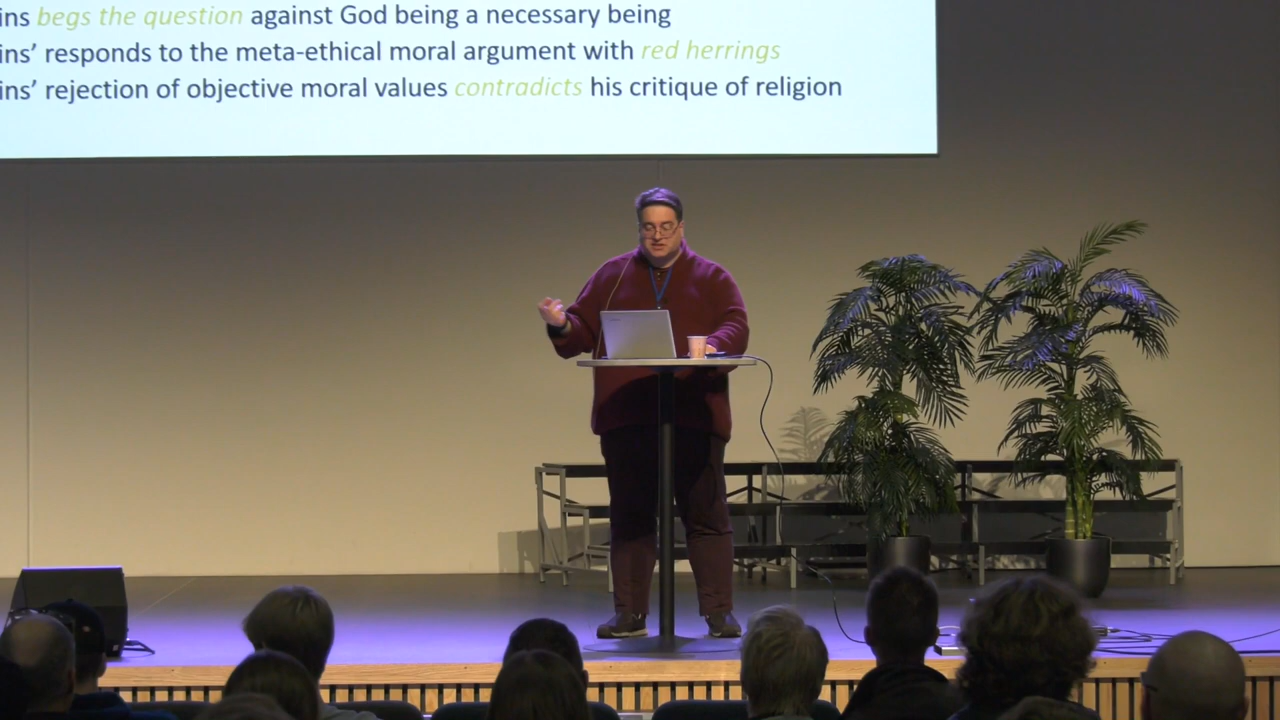 ins begs the question against God being a necessary being
ins’ responds to the meta-ethical moral argument with red herrings
ins’ rejection of objective moral values contradicts his critique of religion